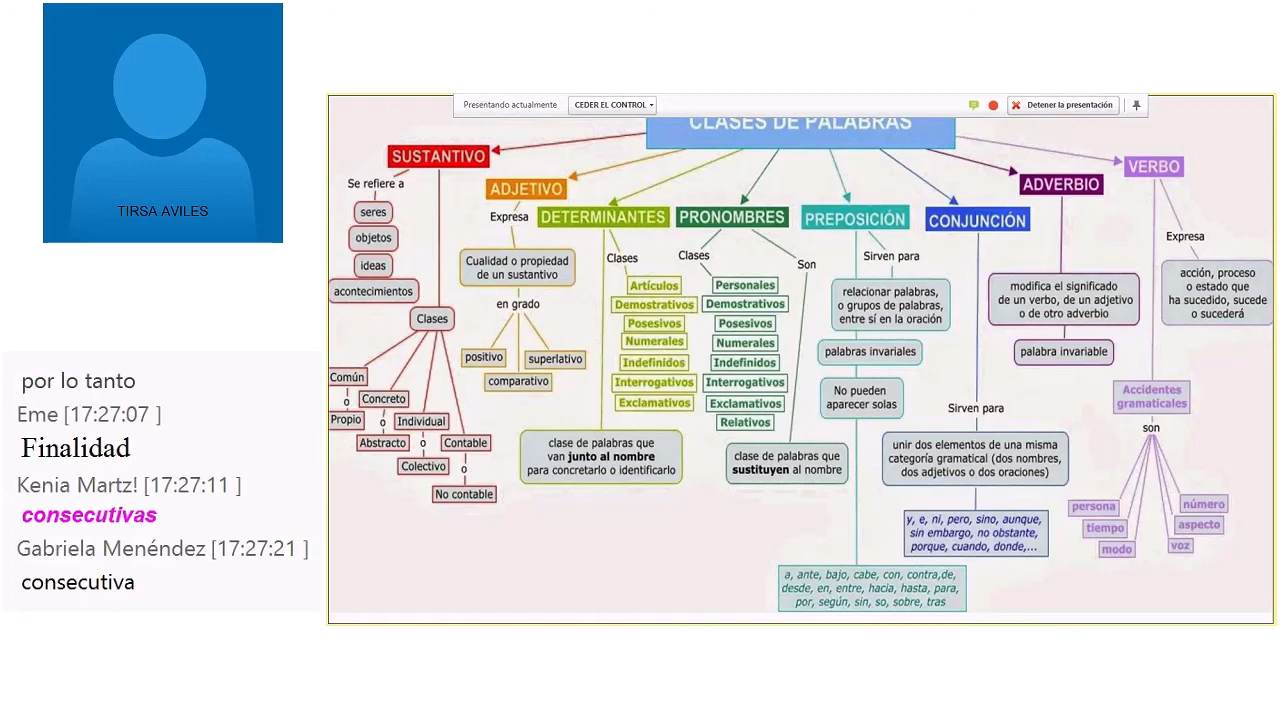 TIRSA AVILES
por lo tanto
Eme [17:27:07 ]
Finalidad
Kenia Martz! [17:27:11 ]
consecutivas
Gabriela Menéndez [17:27:21 ]
consecutiva
Presentando actualmente
CEDER EL CONTROL
Detener la presentación
CLASES DE PALABRAS
SUSTANTIVO
Se refiere a
seres
objetos
ideas
acontecimientos
Clases
Común
o
Propio
Concreto
o
Abstracto
Individual
o
Colectivo
Contable
o
No contable
ADJETIVO
Expresa
Cualidad o propiedad
de un sustantivo
en grado
positivo
comparativo
superlativo
DETERMINANTES
Clases
Artículos
Demostrativos
Posesivos
Numerales
Indefinidos
Interrogativos
Exclamativos
clase de palabras que
van junto al nombre
para concretarlo o identificarlo
PRONOMBRES
Clases
Personales
Demostrativos
Posesivos
Numerales
Indefinidos
Interrogativos
Exclamativos
Relativos
Son
clase de palabras que
sustituyen al nombre
PREPOSICIÓN
Sirven para
relacionar palabras,
o grupos de palabras,
entre sí en la oración
palabras invariales
No pueden
aparecer solas
a, ante, bajo, cabe, con, contra,de,
desde, en, entre, hacia, hasta, para,
por, según, sin, so, sobre, tras
CONJUNCIÓN
Sirven para
unir dos elementos de una misma
categoría gramatical (dos nombres,
dos adjetivos o dos oraciones)
y, e, ni, pero, sino, aunque,
sin embargo, no obstante,
porque, cuando, donde,...
ADVERBIO
modifica el significado
de un verbo, de un adjetivo
o de otro adverbio
palabra invariable
VERBO
Expresa
acción, proceso
o estado que
ha sucedido, sucede
o sucederá
Accidentes
gramaticales
son
persona
tiempo
modo
voz
aspecto
número